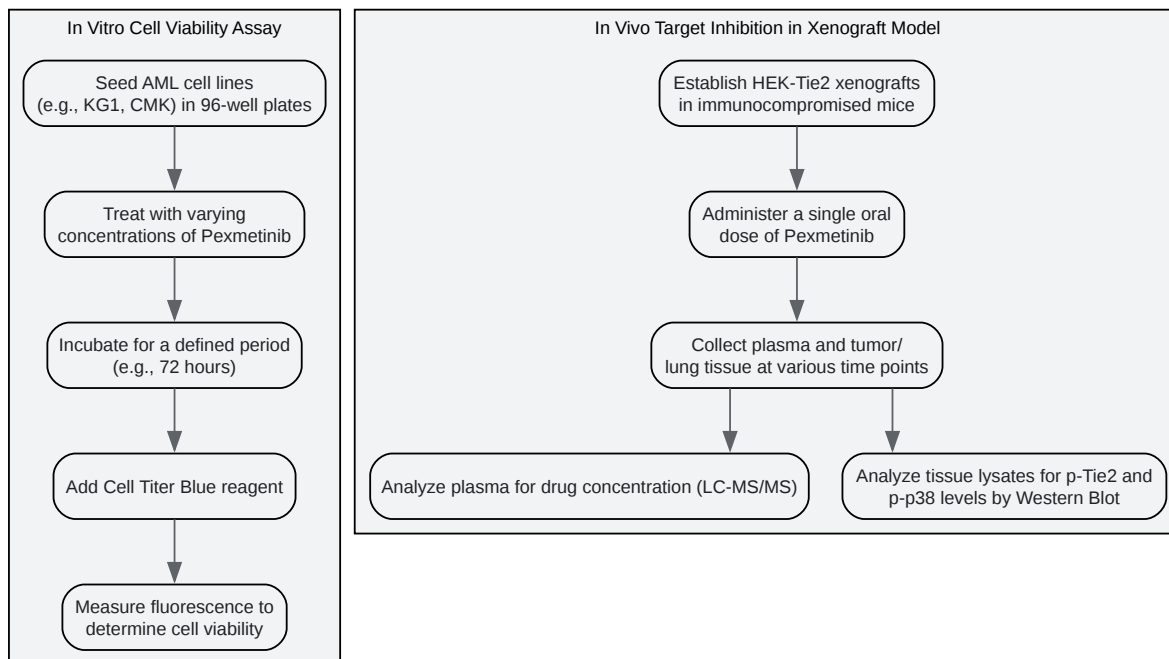 In Vitro Cell Viability Assay
Seed AML cell lines
(e.g., KG1, CMK) in 96-well plates
Treat with varying
concentrations of Pexmetinib
Incubate for a defined period
(e.g., 72 hours)
Add Cell Titer Blue reagent
Measure fluorescence to
determine cell viability
In Vivo Target Inhibition in Xenograft Model
Establish HEK-Tie2 xenografts
in immunocompromised mice
Administer a single oral
dose of Pexmetinib
Collect plasma and tumor/
lung tissue at various time points
Analyze plasma for drug concentration (LC-MS/MS)
Analyze tissue lysates for p-Tie2 and
p-p38 levels by Western Blot